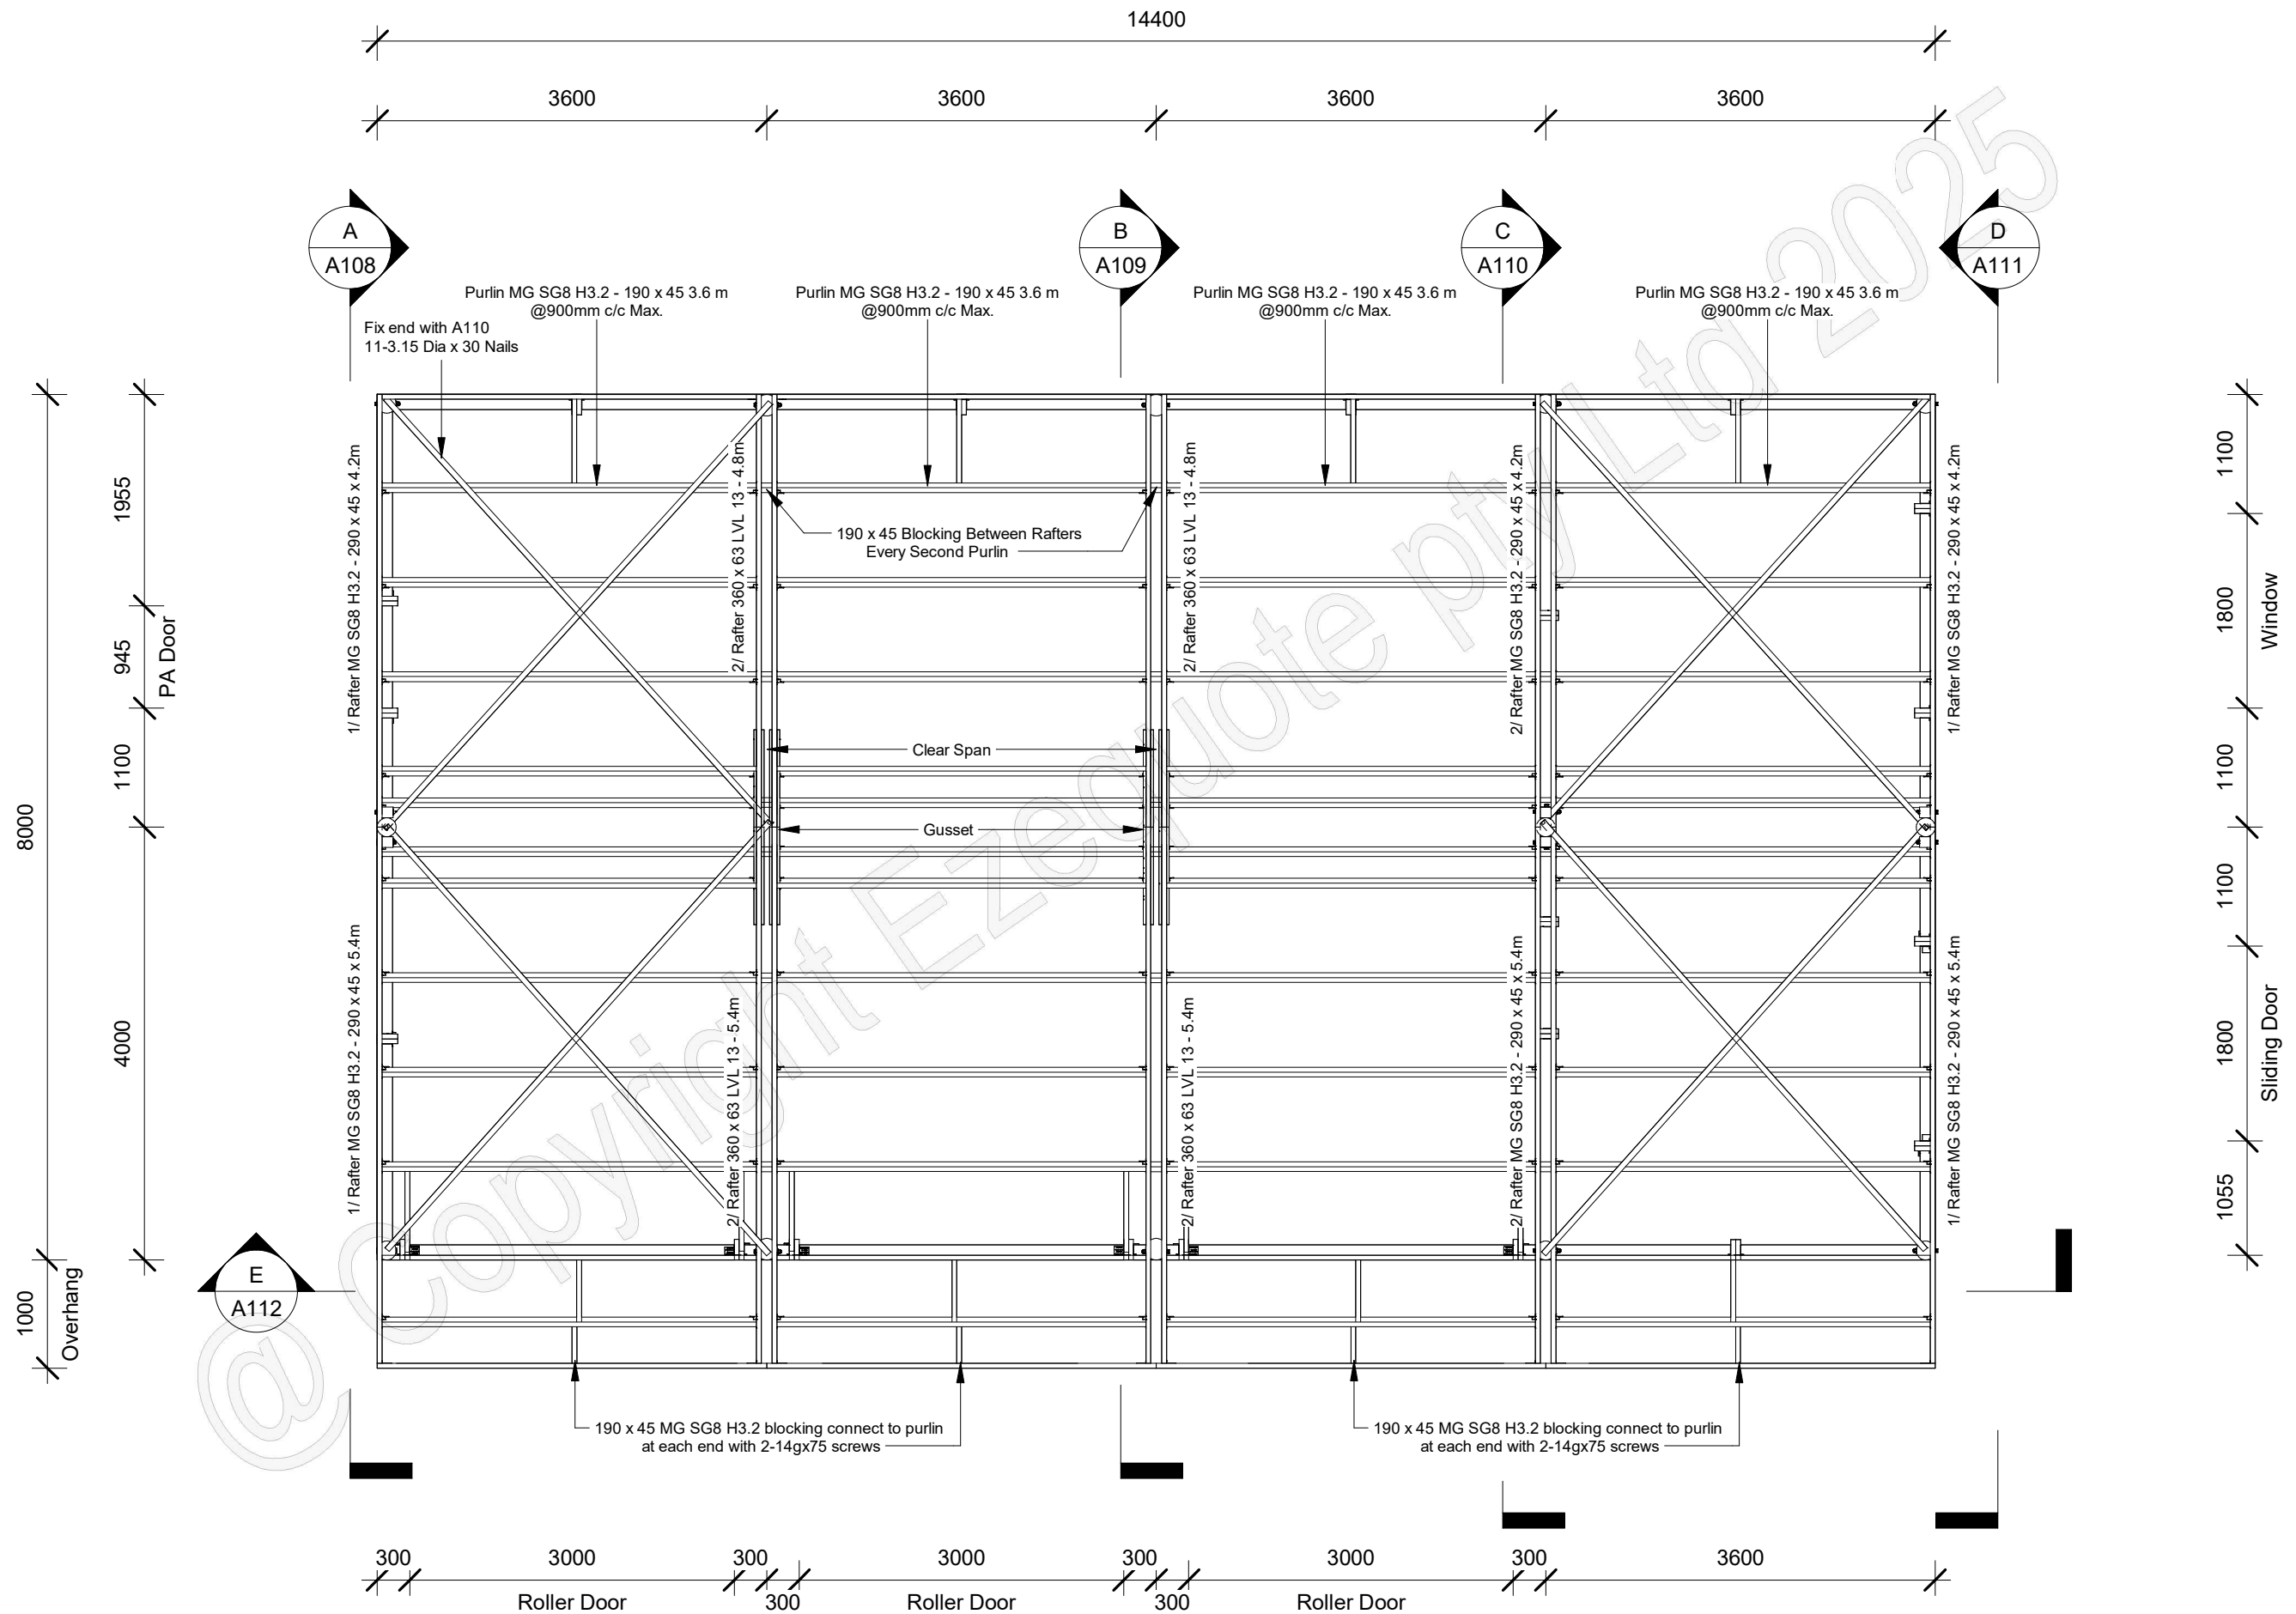 14400
3600
3600
3600
3600
A
A108
B
A109
C
A110
D
A111
Purlin MG SG8 H3.2 - 190 x 45 3.6 m
@900mm c/c Max.
Purlin MG SG8 H3.2 - 190 x 45 3.6 m
@900mm c/c Max.
Purlin MG SG8 H3.2 - 190 x 45 3.6 m
@900mm c/c Max.
Purlin MG SG8 H3.2 - 190 x 45 3.6 m
@900mm c/c Max.
Fix end with A110
11-3.15 Dia x 30 Nails
8000
1000
Overhang
1955
945
PA Door
1100
4000
1/ Rafter MG SG8 H3.2 - 290 x 45 x 4.2m
2/ Rafter 360 x 63 LVL 13 - 4.8m
2/ Rafter 360 x 63 LVL 13 - 4.8m
2/ Rafter MG SG8 H3.2 - 290 x 45 x 4.2m
1/ Rafter MG SG8 H3.2 - 290 x 45 x 4.2m
190 x 45 Blocking Between Rafters
Every Second Purlin
Clear Span
Gusset
1/ Rafter MG SG8 H3.2 - 290 x 45 x 5.4m
2/ Rafter 360 x 63 LVL 13 - 5.4m
2/ Rafter 360 x 63 LVL 13 - 5.4m
2/ Rafter MG SG8 H3.2 - 290 x 45 x 5.4m
1/ Rafter MG SG8 H3.2 - 290 x 45 x 5.4m
1100
1800
Window
1100
1100
1800
Sliding Door
1055
E
A112
190 x 45 MG SG8 H3.2 blocking connect to purlin
at each end with 2-14gx75 screws
190 x 45 MG SG8 H3.2 blocking connect to purlin
at each end with 2-14gx75 screws
300
3000
300
3000
300
3000
300
3600
Roller Door
300
Roller Door
300
Roller Door
@ Copyright Ezequote pty Ltd 2025